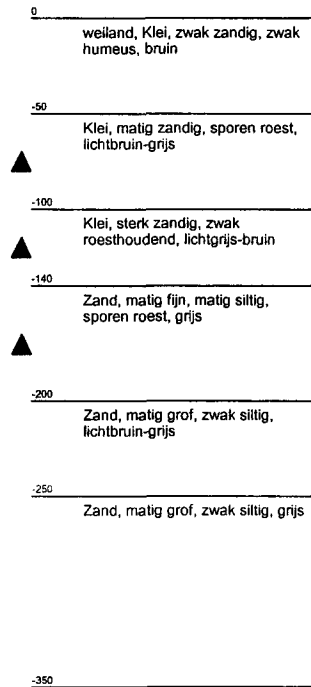 0
weiland, Klei, zwak zandig, zwak
humeus, bruin
-50
Klei, matig zandig, sporen roest,
lichtbruin-grijs
-100
Klei, sterk zandig, zwak
roesthoudend, lichtgrijs-bruin
-140
Zand, matig fijn, matig siltig,
sporen roest, grijs
-200
Zand, matig grof, zwak siltig,
lichtbruin-grijs
-250
Zand, matig grof, zwak siltig, grijs
-350